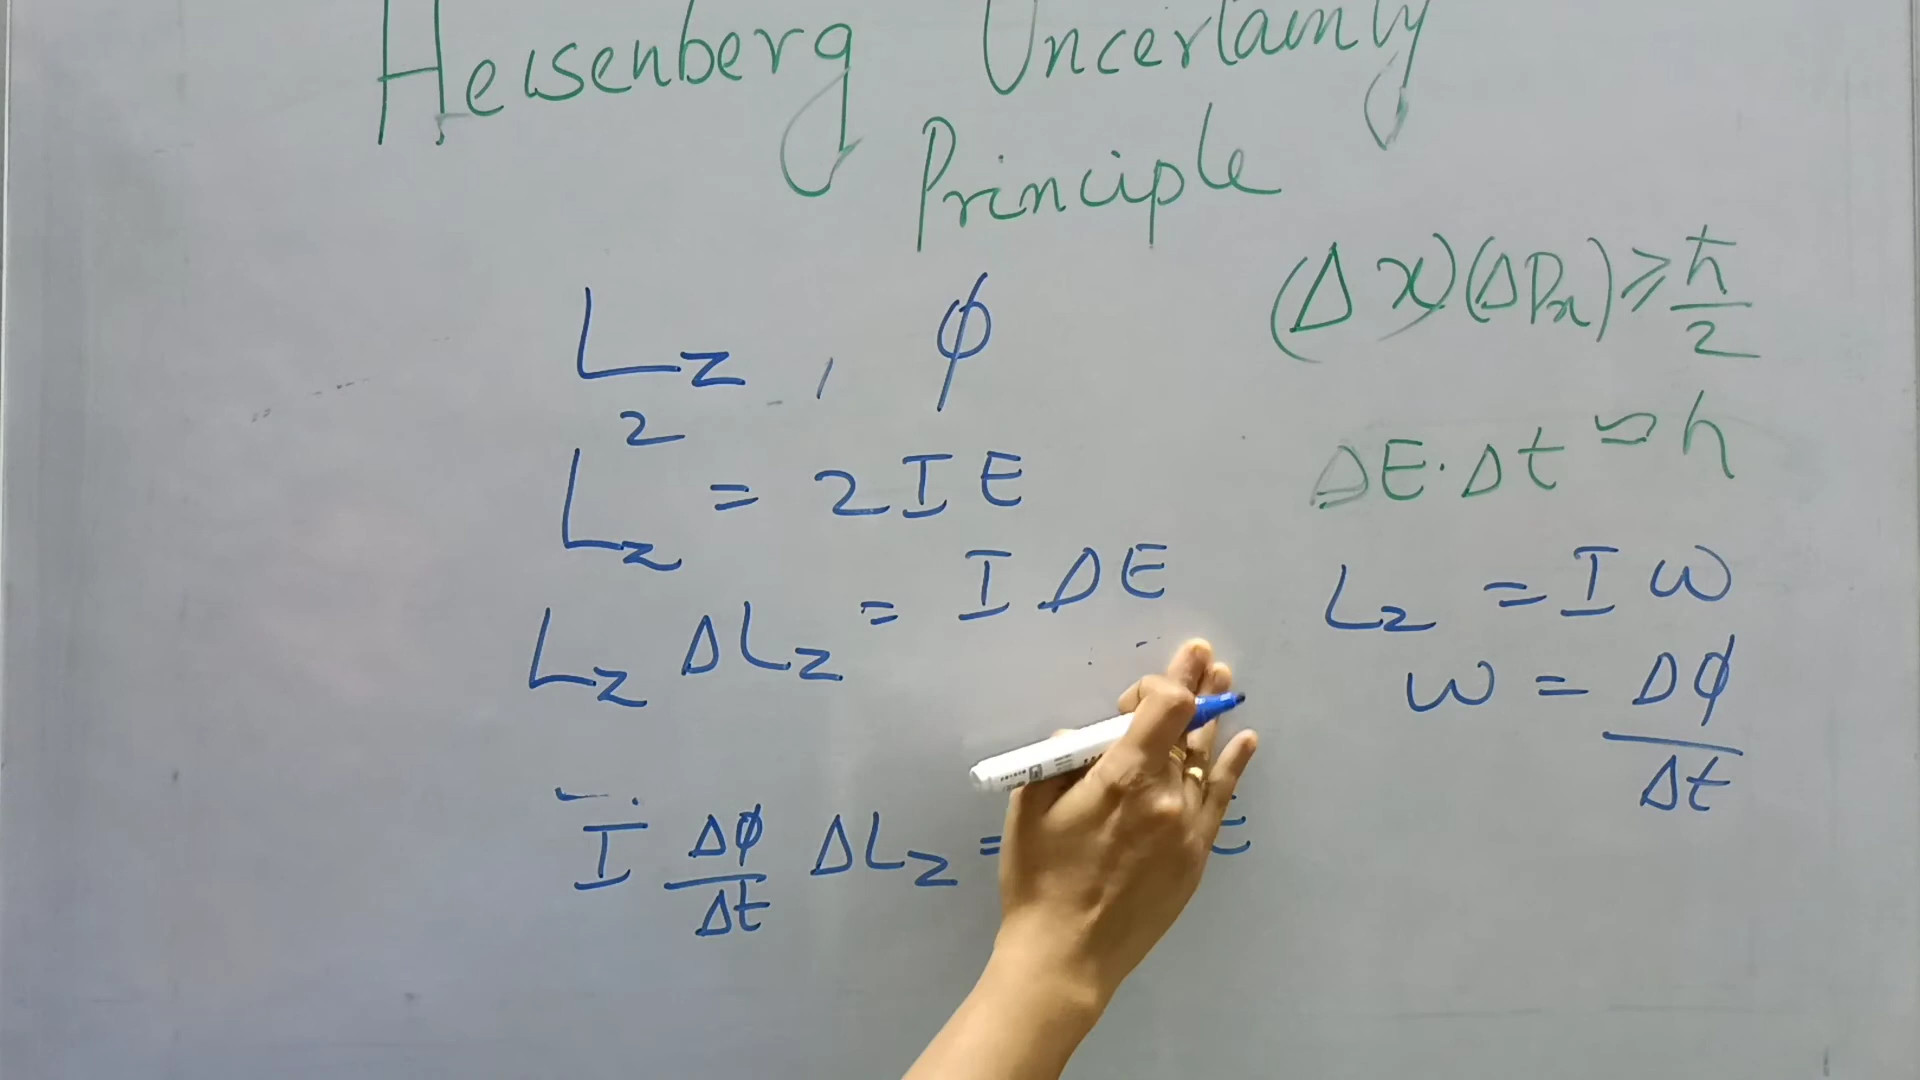 Heisenberg Uncertainty
Principle
(Δx)(ΔPx) ≥ ħ/2
Lz , φ
ΔE·Δt ≃ h
Lz² = 2IE
Lz = Iω
Lz ΔLz = I ΔE
ω = Δφ/Δt
I Δφ/Δt ΔLz = E